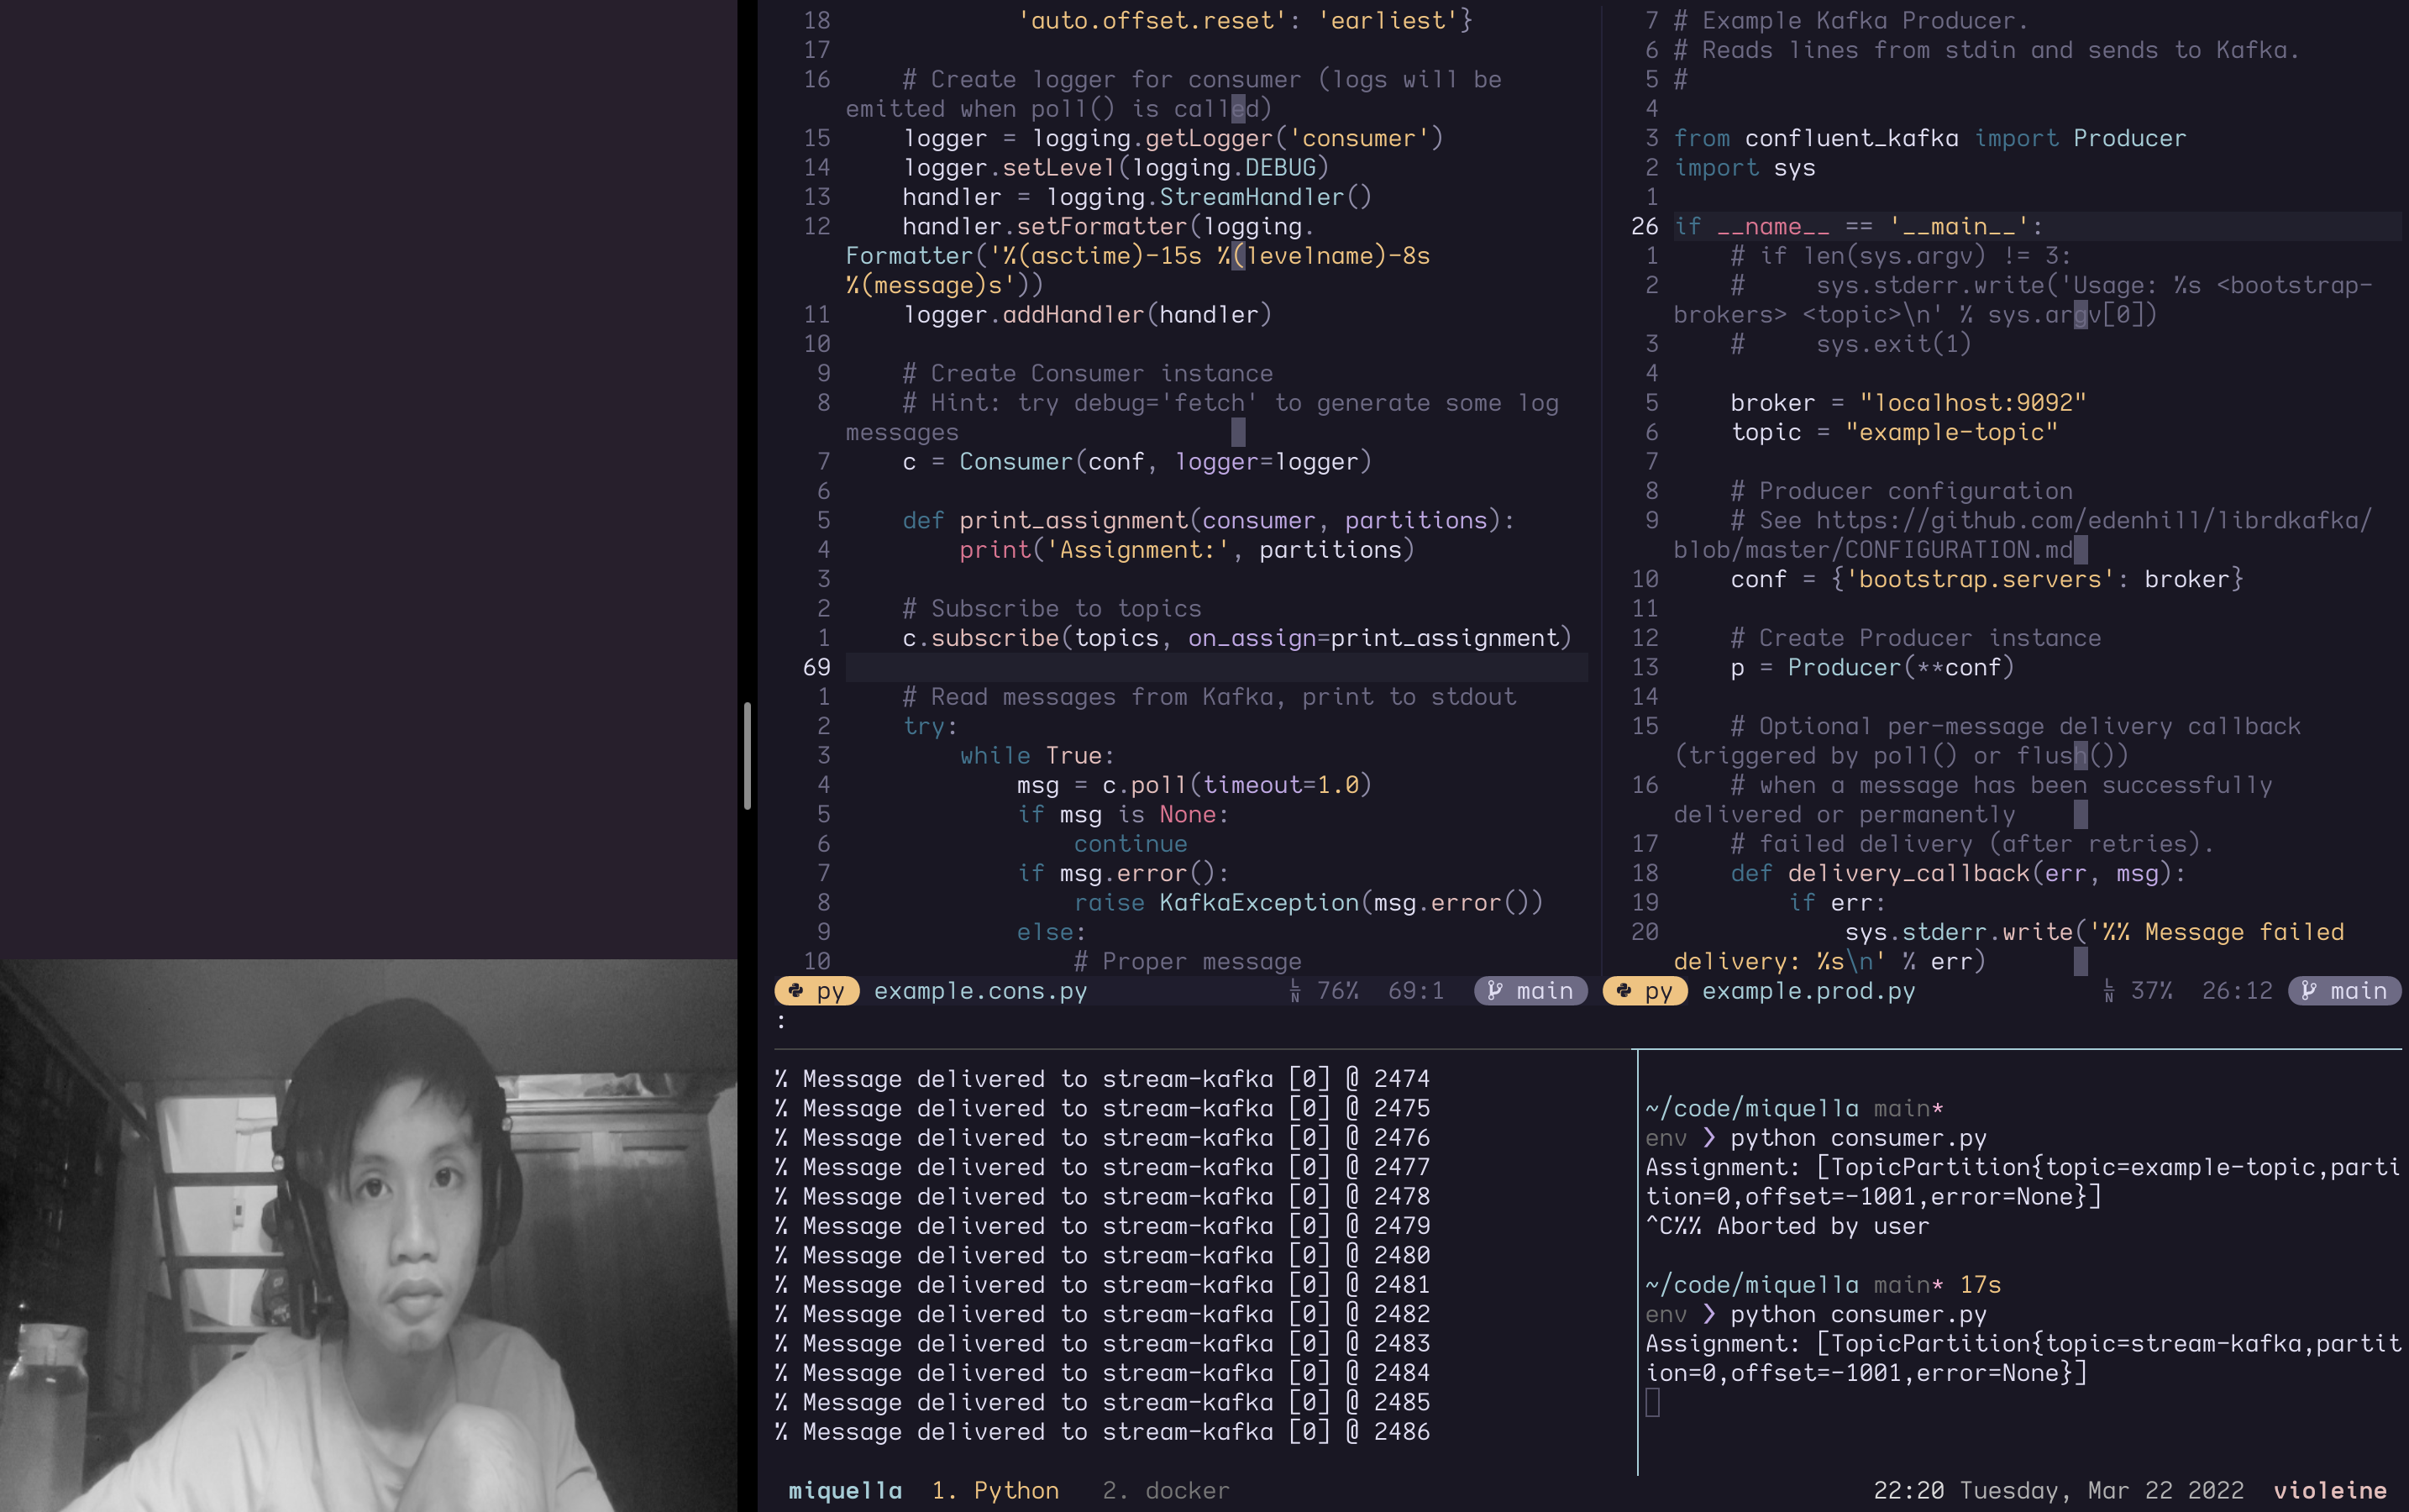 18 'auto.offset.reset': 'earliest'}
17
16 # Create logger for consumer (logs will be
emitted when poll() is called)
15 logger = logging.getLogger('consumer')
14 logger.setLevel(logging.DEBUG)
13 handler = logging.StreamHandler()
12 handler.setFormatter(logging.
Formatter('%(asctime)-15s %(levelname)-8s
%(message)s'))
11 logger.addHandler(handler)
10
9 # Create Consumer instance
8 # Hint: try debug='fetch' to generate some log
messages
7 c = Consumer(conf, logger=logger)
6
5 def print_assignment(consumer, partitions):
4 print('Assignment:', partitions)
3
2 # Subscribe to topics
1 c.subscribe(topics, on_assign=print_assignment)
69
1 # Read messages from Kafka, print to stdout
2 try:
3 while True:
4 msg = c.poll(timeout=1.0)
5 if msg is None:
6 continue
7 if msg.error():
8 raise KafkaException(msg.error())
9 else:
10 # Proper message
py example.cons.py LN 76% 69:1 main
:
7 # Example Kafka Producer.
6 # Reads lines from stdin and sends to Kafka.
5 #
4
3 from confluent_kafka import Producer
2 import sys
1
26 if __name__ == '__main__':
1 # if len(sys.argv) != 3:
2 # sys.stderr.write('Usage: %s <bootstrap-
brokers> <topic>\n' % sys.argv[0])
3 # sys.exit(1)
4
5 broker = "localhost:9092"
6 topic = "example-topic"
7
8 # Producer configuration
9 # See https://github.com/edenhill/librdkafka/
blob/master/CONFIGURATION.md
10 conf = {'bootstrap.servers': broker}
11
12 # Create Producer instance
13 p = Producer(**conf)
14
15 # Optional per-message delivery callback
(triggered by poll() or flush())
16 # when a message has been successfully
delivered or permanently
17 # failed delivery (after retries).
18 def delivery_callback(err, msg):
19 if err:
20 sys.stderr.write('%% Message failed
delivery: %s\n' % err)
py example.prod.py LN 37% 26:12 main
% Message delivered to stream-kafka [0] @ 2474
% Message delivered to stream-kafka [0] @ 2475
% Message delivered to stream-kafka [0] @ 2476
% Message delivered to stream-kafka [0] @ 2477
% Message delivered to stream-kafka [0] @ 2478
% Message delivered to stream-kafka [0] @ 2479
% Message delivered to stream-kafka [0] @ 2480
% Message delivered to stream-kafka [0] @ 2481
% Message delivered to stream-kafka [0] @ 2482
% Message delivered to stream-kafka [0] @ 2483
% Message delivered to stream-kafka [0] @ 2484
% Message delivered to stream-kafka [0] @ 2485
% Message delivered to stream-kafka [0] @ 2486
~/code/miquella main*
env ❯ python consumer.py
Assignment: [TopicPartition{topic=example-topic,parti
tion=0,offset=-1001,error=None}]
^C%% Aborted by user
~/code/miquella main* 17s
env ❯ python consumer.py
Assignment: [TopicPartition{topic=stream-kafka,partit
ion=0,offset=-1001,error=None}]
miquella 1. Python 2. docker 22:20 Tuesday, Mar 22 2022 violeine